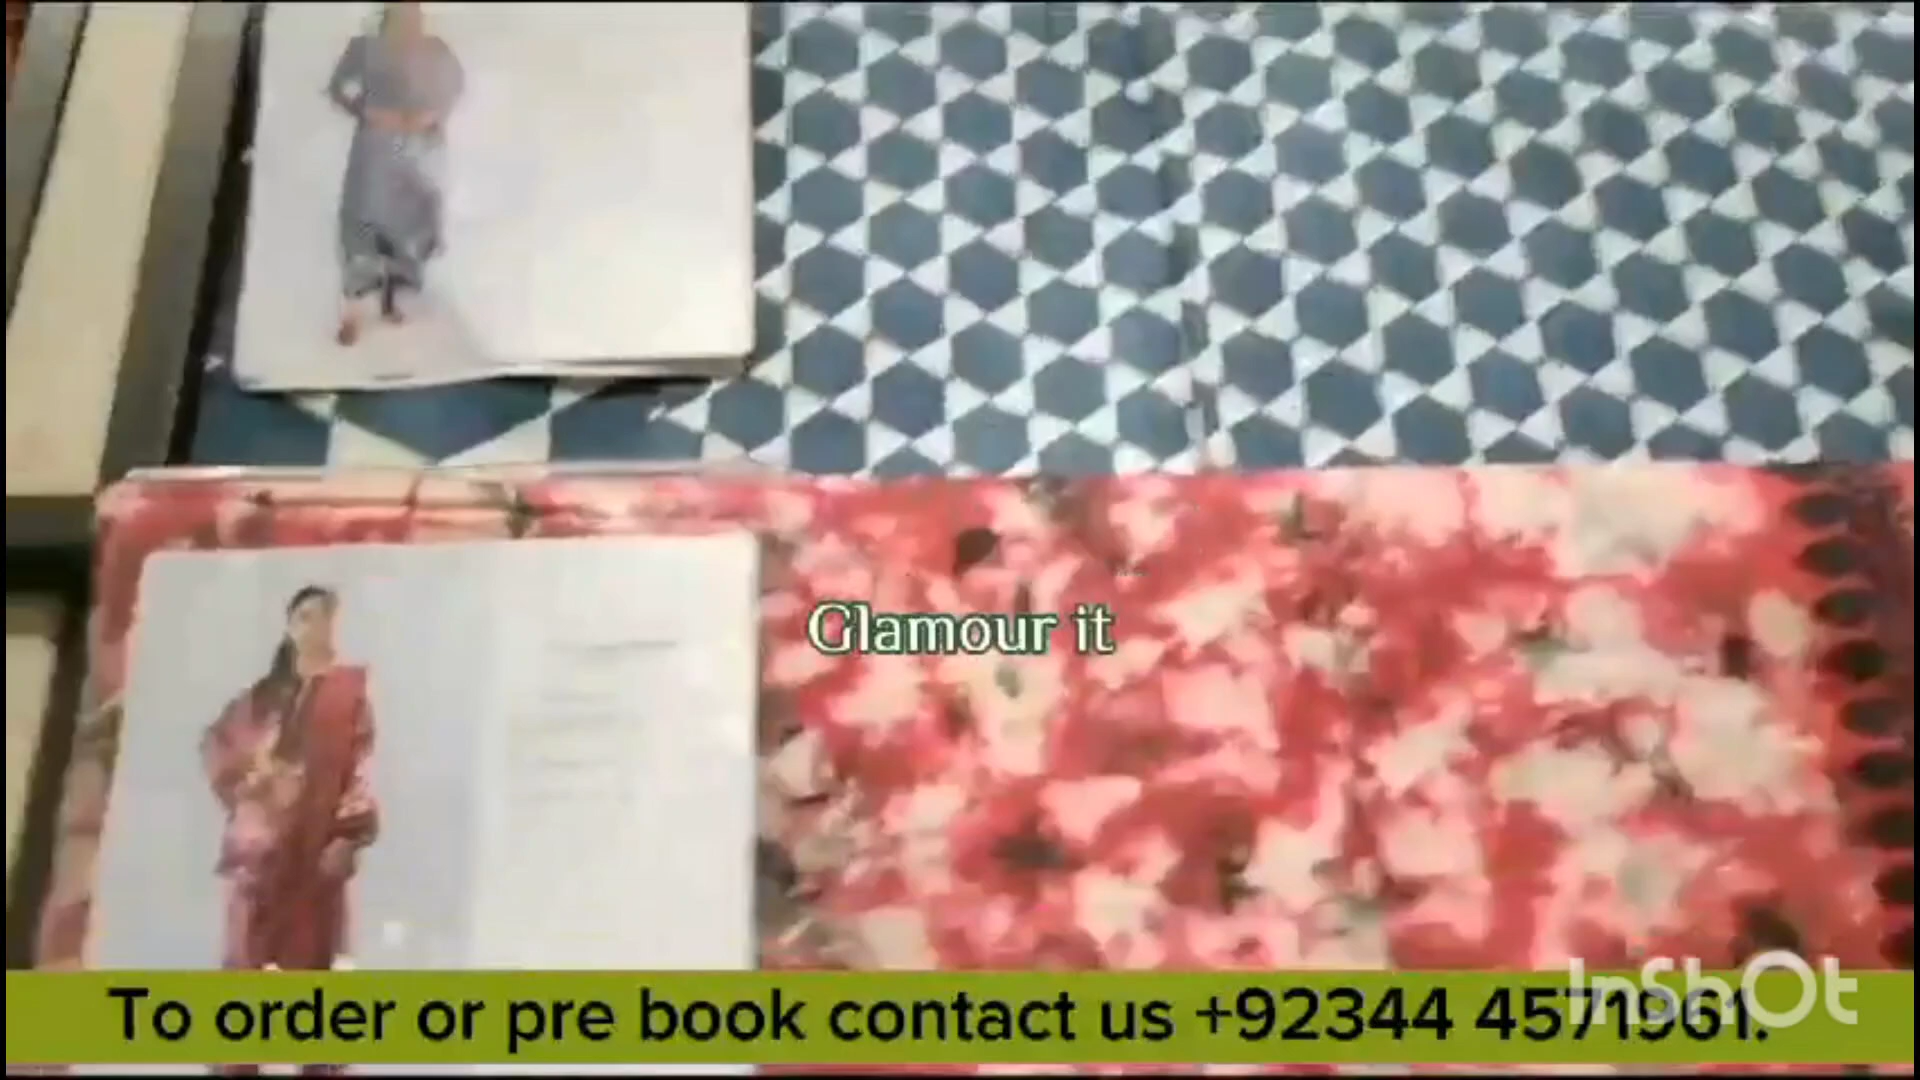 Glamour it
To order or pre book contact us +92344 4571961.
InShOt